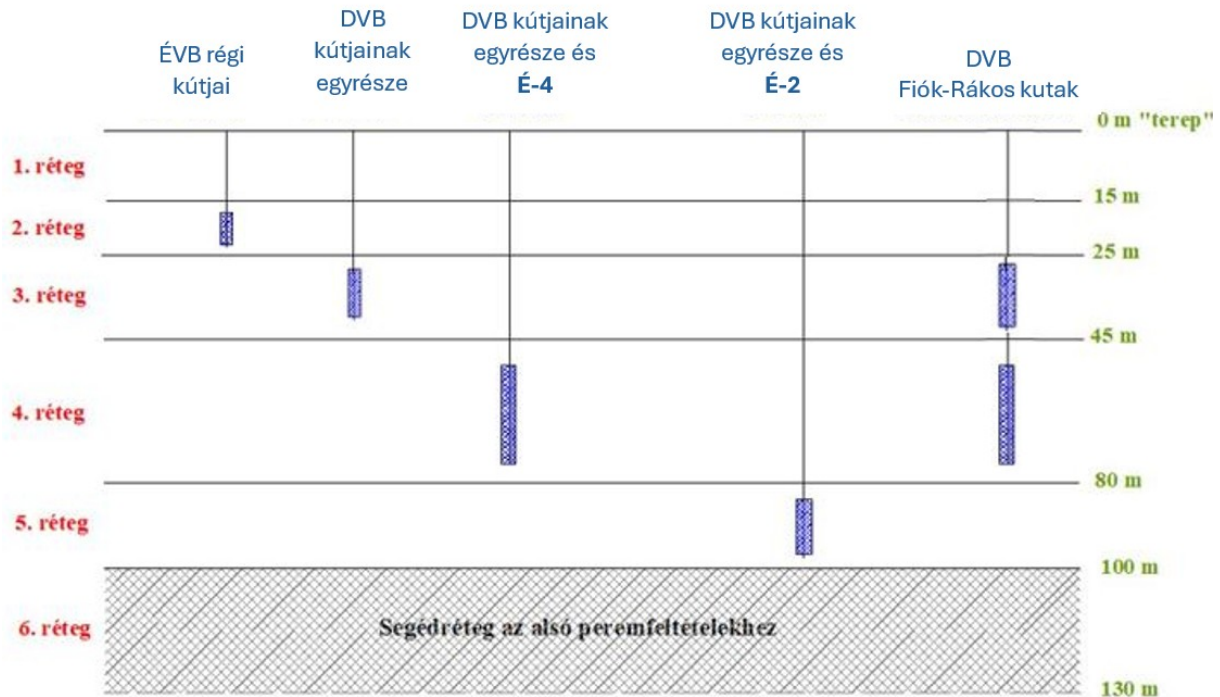 ÉVB régi
kútjai
DVB
kútjainak
egyrésze
DVB kútjainak
egyrésze és
É-4
DVB kútjainak
egyrésze és
É-2
DVB
Fiók-Rákos kutak
0 m "terep"
1. réteg
15 m
2. réteg
25 m
3. réteg
45 m
4. réteg
80 m
5. réteg
100 m
6. réteg
Segédréteg az alsó peremfeltételekhez
130 m